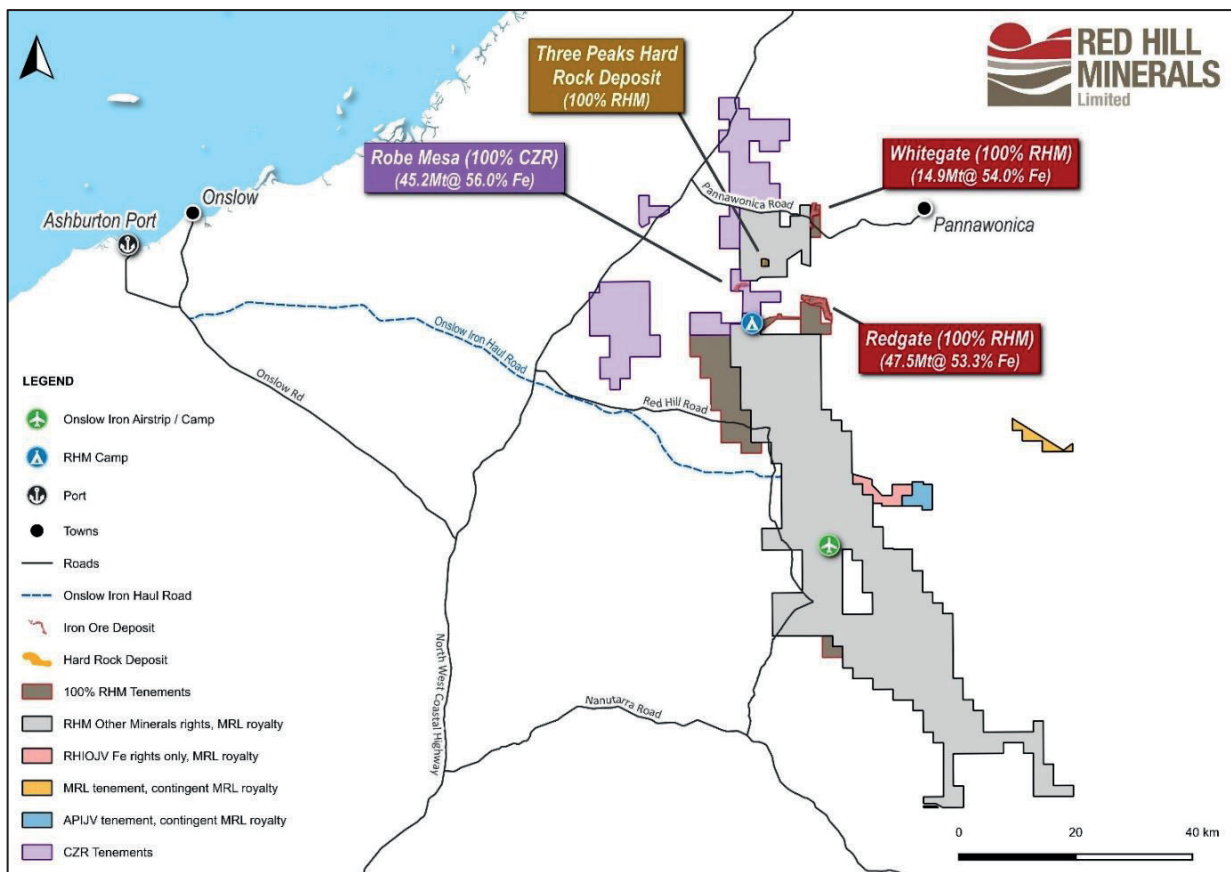 RED HILL
MINERALS
Limited
Three Peaks Hard
Rock Deposit
(100% RHM)
Robe Mesa (100% CZR)
(45.2Mt@ 56.0% Fe)
Whitegate (100% RHM)
(14.9Mt@ 54.0% Fe)
Onslow
Ashburton Port
Pannawonica Road
Pannawonica
Redgate (100% RHM)
(47.5Mt@ 53.3% Fe)
Onslow Iron Haul Road
Onslow Rd
Red Hill Road
North West Coastal Highway
Nanutarra Road
LEGEND
Onslow Iron Airstrip / Camp
RHM Camp
Port
Towns
Roads
Onslow Iron Haul Road
Iron Ore Deposit
Hard Rock Deposit
100% RHM Tenements
RHM Other Minerals rights, MRL royalty
RHIOJV Fe rights only, MRL royalty
MRL tenement, contingent MRL royalty
APIJV tenement, contingent MRL royalty
CZR Tenements
0 20 40 km